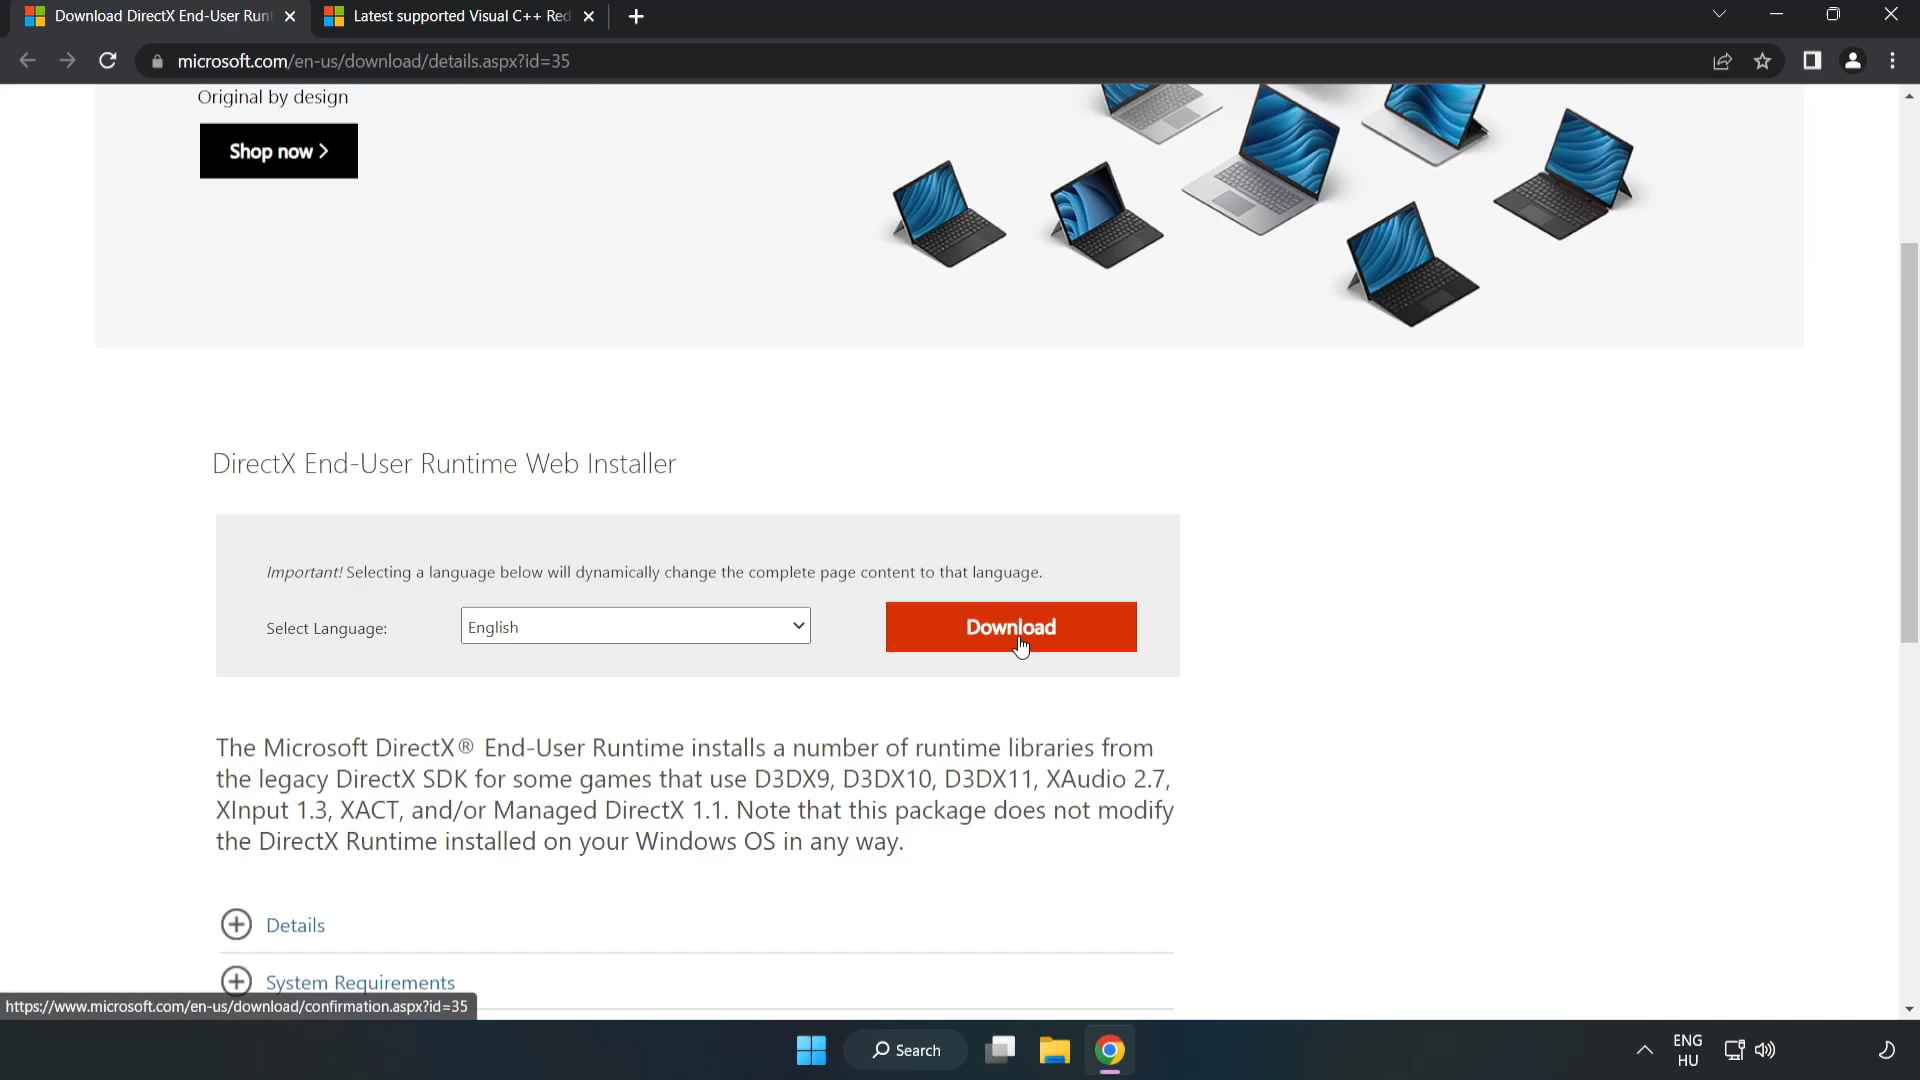 Download DirectX End-User Runt
Latest supported Visual C++ Red
microsoft.com/en-us/download/details.aspx?id=35
Original by design
Shop now >
DirectX End-User Runtime Web Installer
Important! Selecting a language below will dynamically change the complete page content to that language.
Select Language:
English
Download
The Microsoft DirectX® End-User Runtime installs a number of runtime libraries from
the legacy DirectX SDK for some games that use D3DX9, D3DX10, D3DX11, XAudio 2.7,
XInput 1.3, XACT, and/or Managed DirectX 1.1. Note that this package does not modify
the DirectX Runtime installed on your Windows OS in any way.
Details
System Requirements
https://www.microsoft.com/en-us/download/confirmation.aspx?id=35
Search
ENG
HU